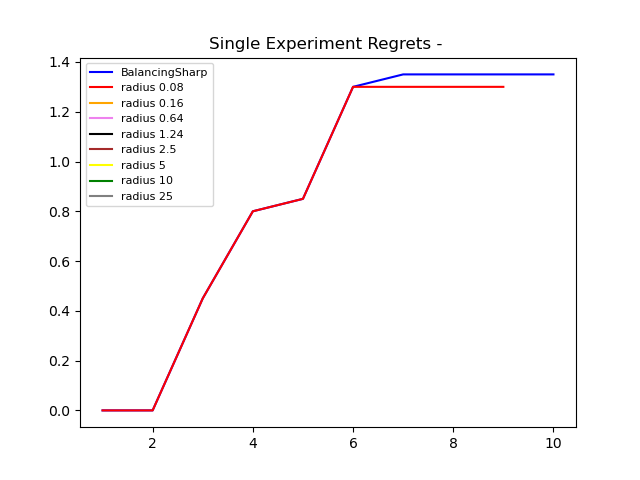 Single Experiment Regrets -
1.4
1.2
1.0
0.8
0.6
0.4
0.2
0.0
BalancingSharp
radius 0.08
radius 0.16
radius 0.64
radius 1.24
radius 2.5
radius 5
radius 10
radius 25
2 4 6 8 10